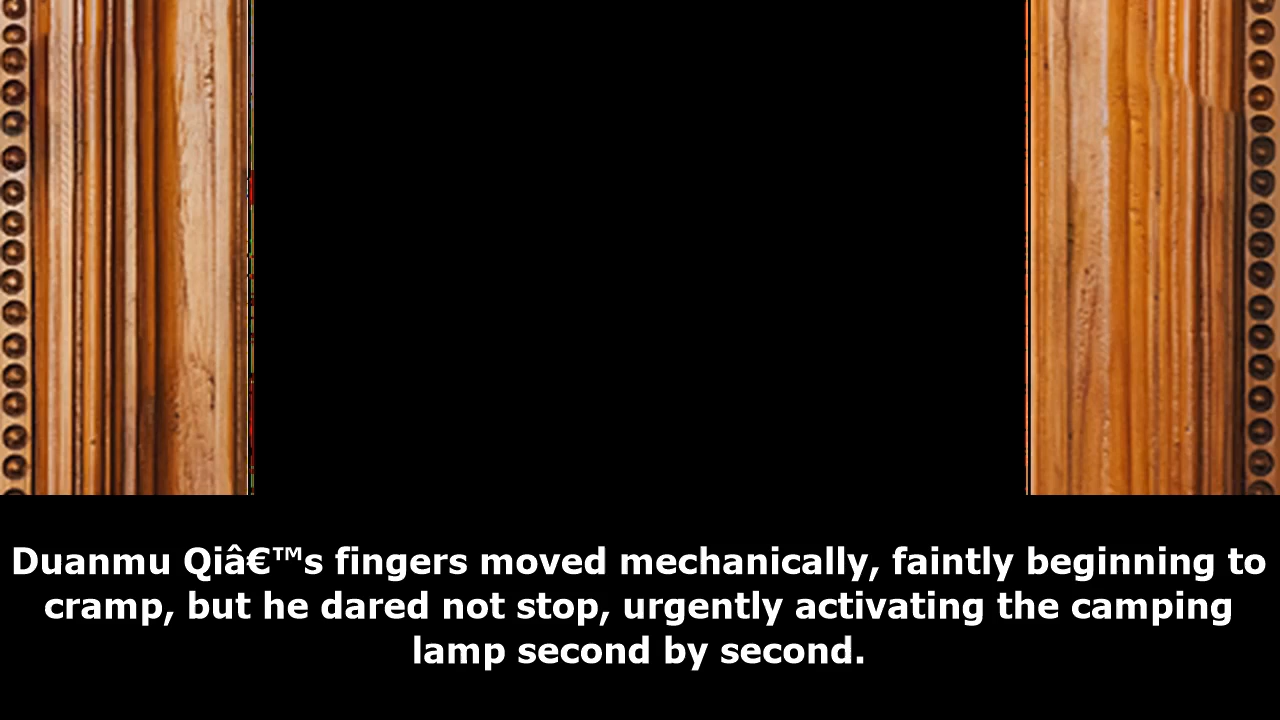 Duanmu Qiâ€™s fingers moved mechanically, faintly beginning to
cramp, but he dared not stop, urgently activating the camping
lamp second by second.